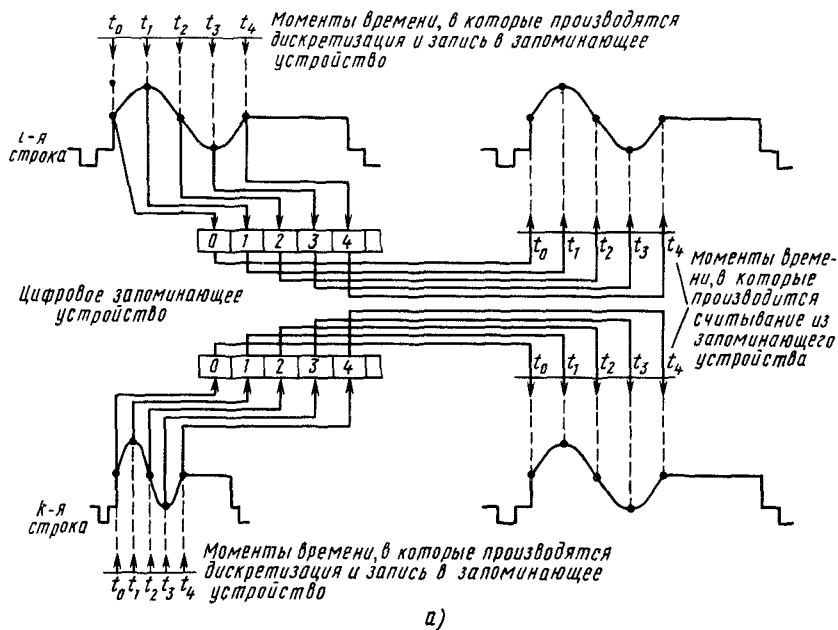 t₀ t₁ t₂ t₃ t₄
Моменты времени, в которые производятся
дискретизация и запись в запоминающее
устройство
i-я
строка
0 1 2 3 4
t₀ t₁ t₂ t₃ t₄
Моменты време-
ни, в которые
производится
считывание из
запоминающего
устройства
Цифровое запоминающее
устройство
0 1 2 3 4
t₀ t₁ t₂ t₃ t₄
k-я
строка
t₀ t₁ t₂ t₃ t₄
Моменты времени, в которые производятся
дискретизация и запись в запоминающее
устройство
а)